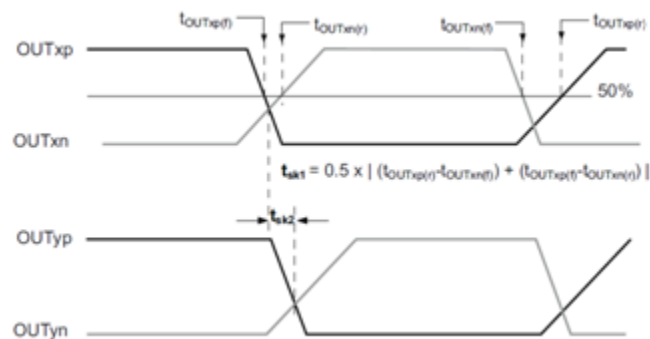 tOUTxp(f) tOUTxn(r) tOUTxn(f) tOUTxp(r)
OUTxp
50%
OUTxn
tsk1 = 0.5 x | (tOUTxp(r)-tOUTxn(f)) + (tOUTxp(f)-tOUTxn(r)) |
tsk2
OUTyp
OUTyn